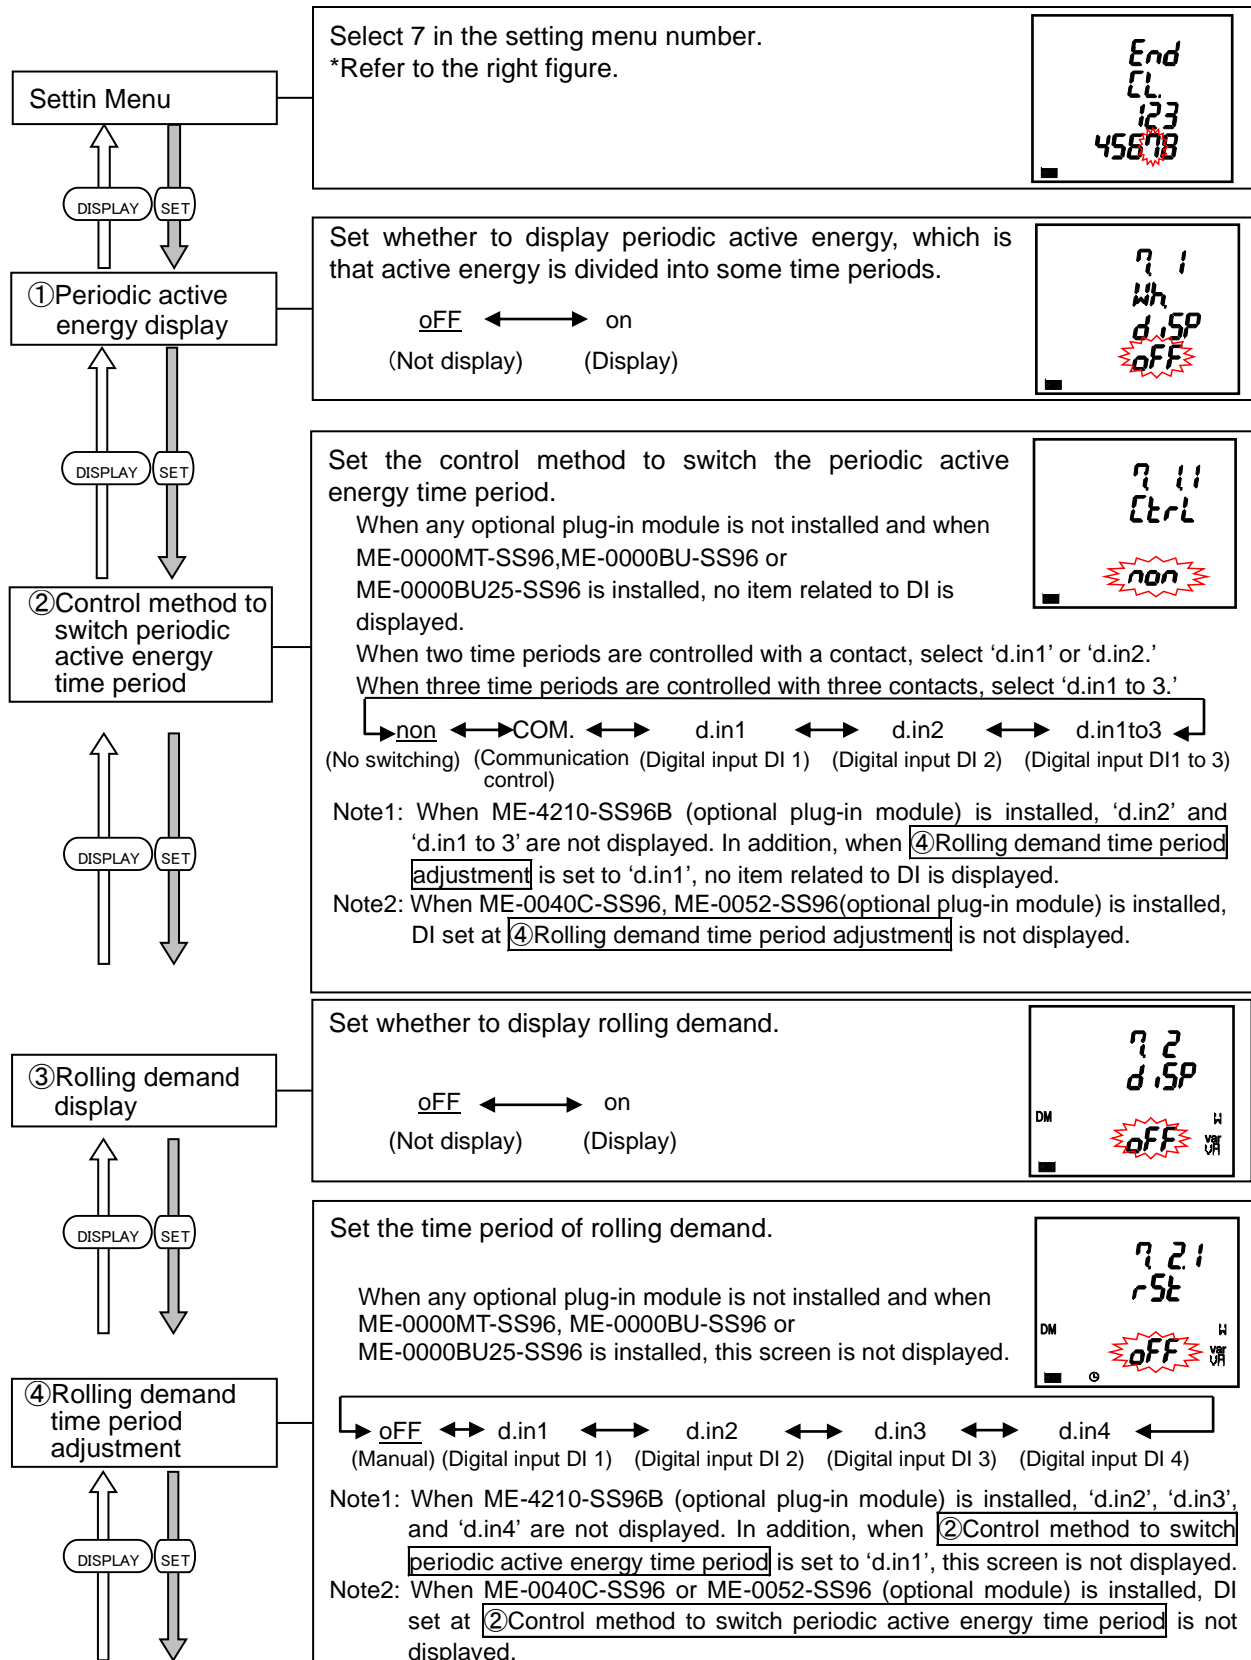 Select 7 in the setting menu number.
*Refer to the right figure.
End
CL.
123
45678
Settin Menu
DISPLAY SET
Set whether to display periodic active energy, which is
that active energy is divided into some time periods.
oFF on
(Not display) (Display)
7. 1
Wh,
diSP
oFF
①Periodic active
energy display
DISPLAY SET
Set the control method to switch the periodic active
energy time period.
When any optional plug-in module is not installed and when
ME-0000MT-SS96,ME-0000BU-SS96 or
ME-0000BU25-SS96 is installed, no item related to DI is
displayed.
When two time periods are controlled with a contact, select ‘d.in1’ or ‘d.in2.’
When three time periods are controlled with three contacts, select ‘d.in1 to 3.’
non COM. d.in1 d.in2 d.in1to3
(No switching) (Communication control) (Digital input DI 1) (Digital input DI 2) (Digital input DI1 to 3)
7. 1.1
CtrL
non
②Control method to
switch periodic
active energy
time period
Note1: When ME-4210-SS96B (optional plug-in module) is installed, ‘d.in2’ and
‘d.in1 to 3’ are not displayed. In addition, when ④Rolling demand time period
adjustment is set to ‘d.in1’, no item related to DI is displayed.
Note2: When ME-0040C-SS96, ME-0052-SS96(optional plug-in module) is installed,
DI set at ④Rolling demand time period adjustment is not displayed.
DISPLAY SET
Set whether to display rolling demand.
oFF on
(Not display) (Display)
7. 2
diSP
DM W
oFF var
VA
③Rolling demand
display
DISPLAY SET
Set the time period of rolling demand.
When any optional plug-in module is not installed and when
ME-0000MT-SS96, ME-0000BU-SS96 or
ME-0000BU25-SS96 is installed, this screen is not displayed.
7. 2.1
rSt
DM W
oFF var
VA
④Rolling demand
time period
adjustment
oFF d.in1 d.in2 d.in3 d.in4
(Manual) (Digital input DI 1) (Digital input DI 2) (Digital input DI 3) (Digital input DI 4)
Note1: When ME-4210-SS96B (optional plug-in module) is installed, ‘d.in2’, ‘d.in3’,
and ‘d.in4’ are not displayed. In addition, when ②Control method to switch
periodic active energy time period is set to ‘d.in1’, this screen is not displayed.
Note2: When ME-0040C-SS96 or ME-0052-SS96 (optional module) is installed, DI
set at ②Control method to switch periodic active energy time period is not
displayed.
DISPLAY SET